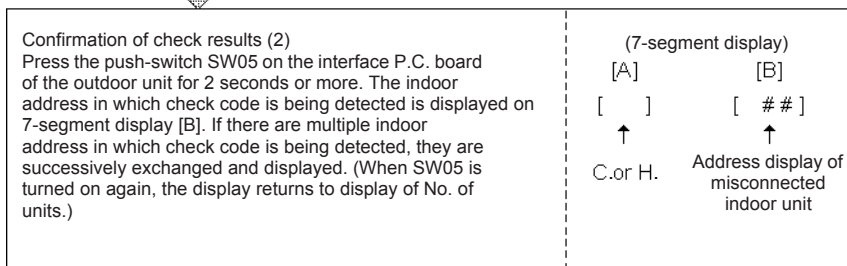 Confirmation of check results (2)
Press the push-switch SW05 on the interface P.C. board
of the outdoor unit for 2 seconds or more. The indoor
address in which check code is being detected is displayed on
7-segment display [B]. If there are multiple indoor
address in which check code is being detected, they are
successively exchanged and displayed. (When SW05 is
turned on again, the display returns to display of No. of
units.)
(7-segment display)
[A] [B]
[ ] [ ##]
↑ ↑
C.or H. Address display of
misconnected
indoor unit